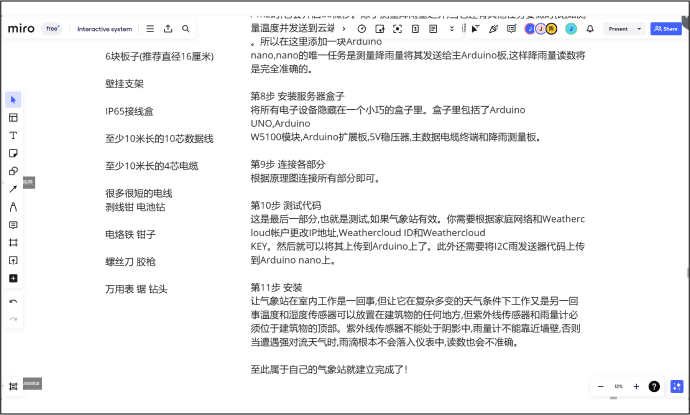 miro
free
Interactive system
Present
Share
量温度并发送到云端
。所以在这里添加一块Arduino
nano,nano的唯一任务是测量降雨量将其发送给主Arduino板,这样降雨量读数将
是完全准确的。
6块板子(推荐直径16厘米)
壁挂支架
IP65接线盒
至少10米长的10芯数据线
至少10米长的4芯电缆
很多很短的电线
剥线钳 电池钻
电烙铁 钳子
螺丝刀 胶枪
万用表 锯 钻头
第8步 安装服务器盒子
将所有电子设备隐藏在一个小巧的盒子里。盒子里包括了Arduino
UNO,Arduino
W5100模块,Arduino扩展板,5V稳压器,主数据电缆终端和降雨测量板。
第9步 连接各部分
根据原理图连接所有部分即可。
第10步 测试代码
这是最后一部分,也就是测试,如果气象站有效。你需要根据家庭网络和Weatherc
loud帐户更改IP地址,Weathercloud ID和Weathercloud
KEY。然后就可以将其上传到Arduino上了。此外还需要将I2C雨发送器代码上传
到Arduino nano上。
第11步 安装
让气象站在室内工作是一回事,但让它在复杂多变的天气条件下工作又是另一回
事温度和湿度传感器可以放置在建筑物的任何地方,但紫外线传感器和雨量计必
须位于建筑物的顶部。紫外线传感器不能处于阴影中,雨量计不能靠近墙壁,否则
当遭遇强对流天气时,雨滴根本不会落入仪表中,读数也会不准确。
至此属于自己的气象站就建立完成了!
12%